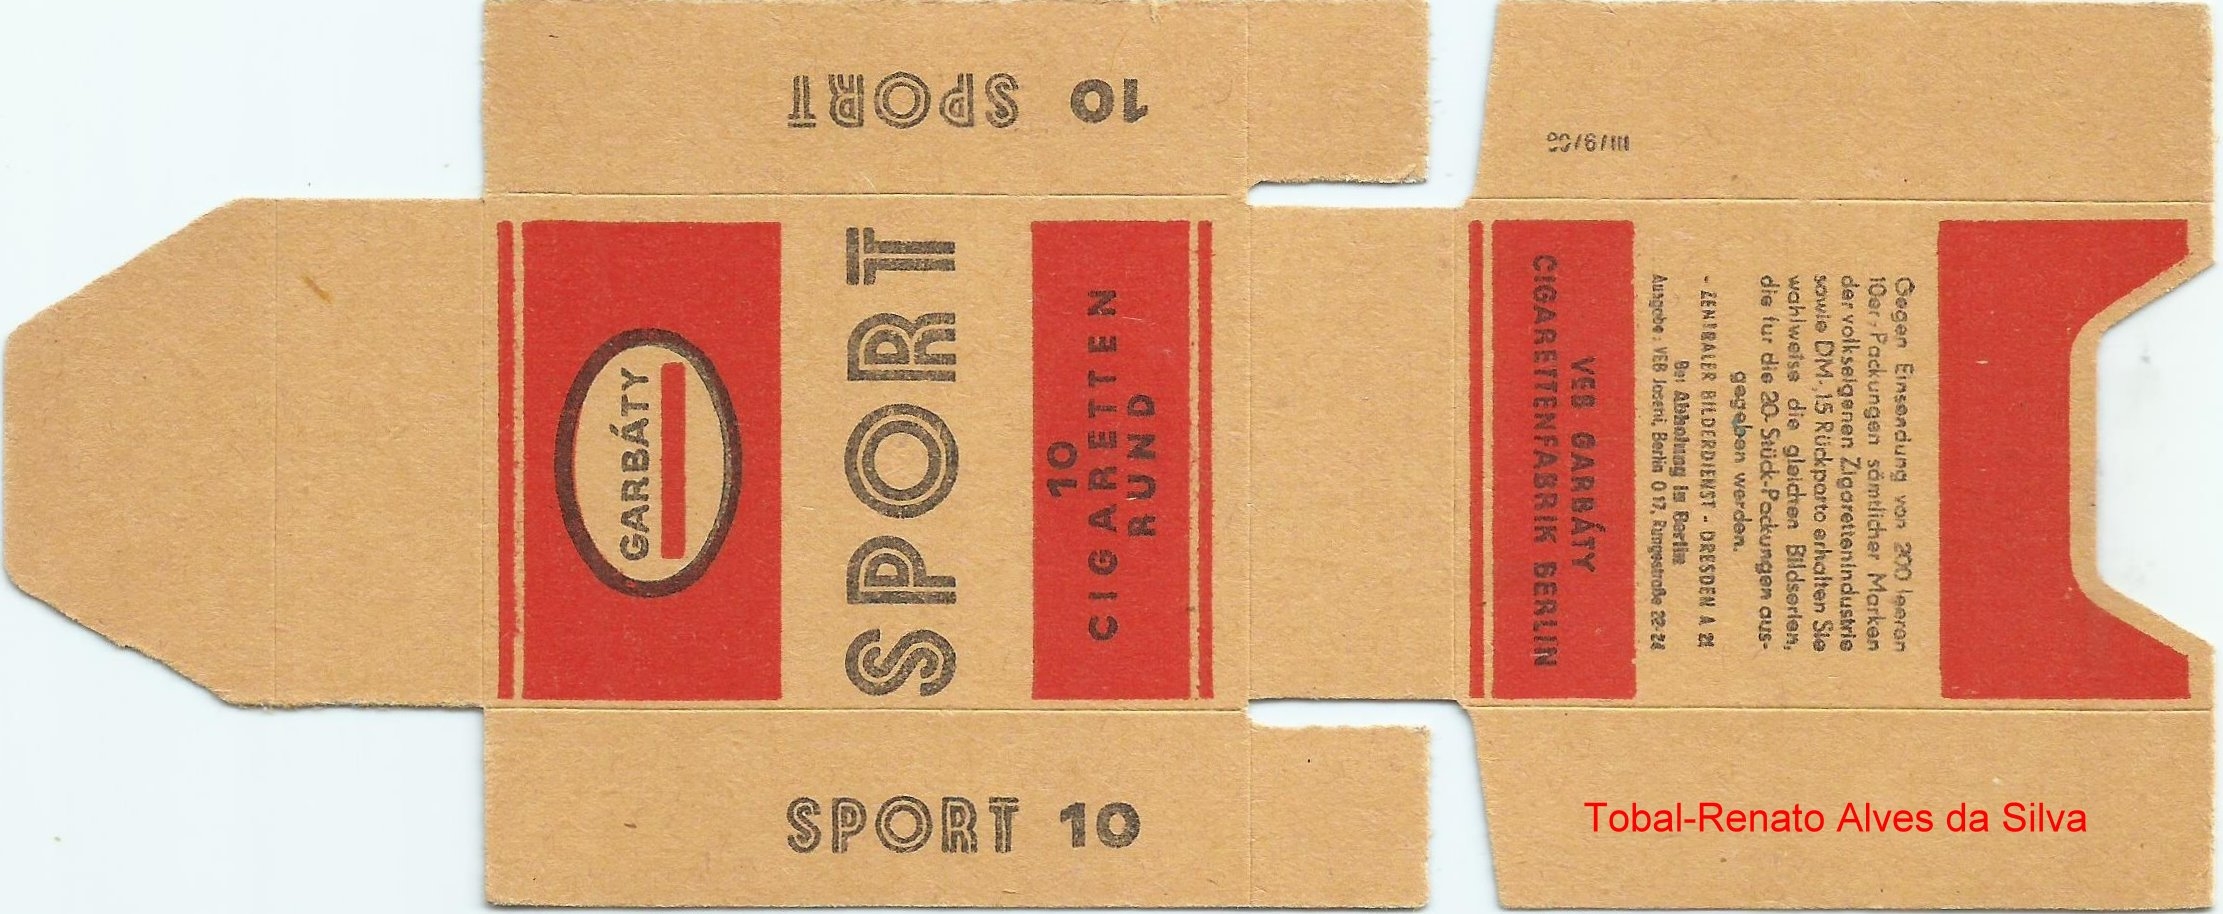 10 SPORT
GARBÁTY
SPORT
10
CIGARETTEN
RUND
SPORT 10
Gegen Einsendung von 200 leeren
10er-Packungen sämtlicher Marken
der volkseigenen Zigarettenindustrie
sowie DM -,15 Rückporto erhalten Sie
wahlweise die gleichen Bildserien,
die für die 20-Stück-Packungen aus-
gegeben werden.
- ZENTRALER BILDERDIENST - DRESDEN A 21
Bei Abholung in Berlin
Ausgabe: VEB Josetti, Berlin O 17, Rungestraße 22-24
VEB GARBÁTY
CIGARETTENFABRIK BERLIN
Tobal-Renato Alves da Silva